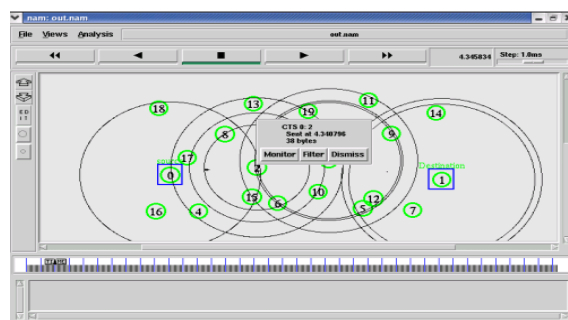 nam: out.nam
File Views Analysis out.nam
4.345834 Step: 1.0ms
18
13
19
11
14
8
9
CTS 0: 2
Sent at 4.340796
38 bytes
Monitor Filter Dismiss
17
2
Destination
0
1
15
10
12
16
4
6
5
7
TIME